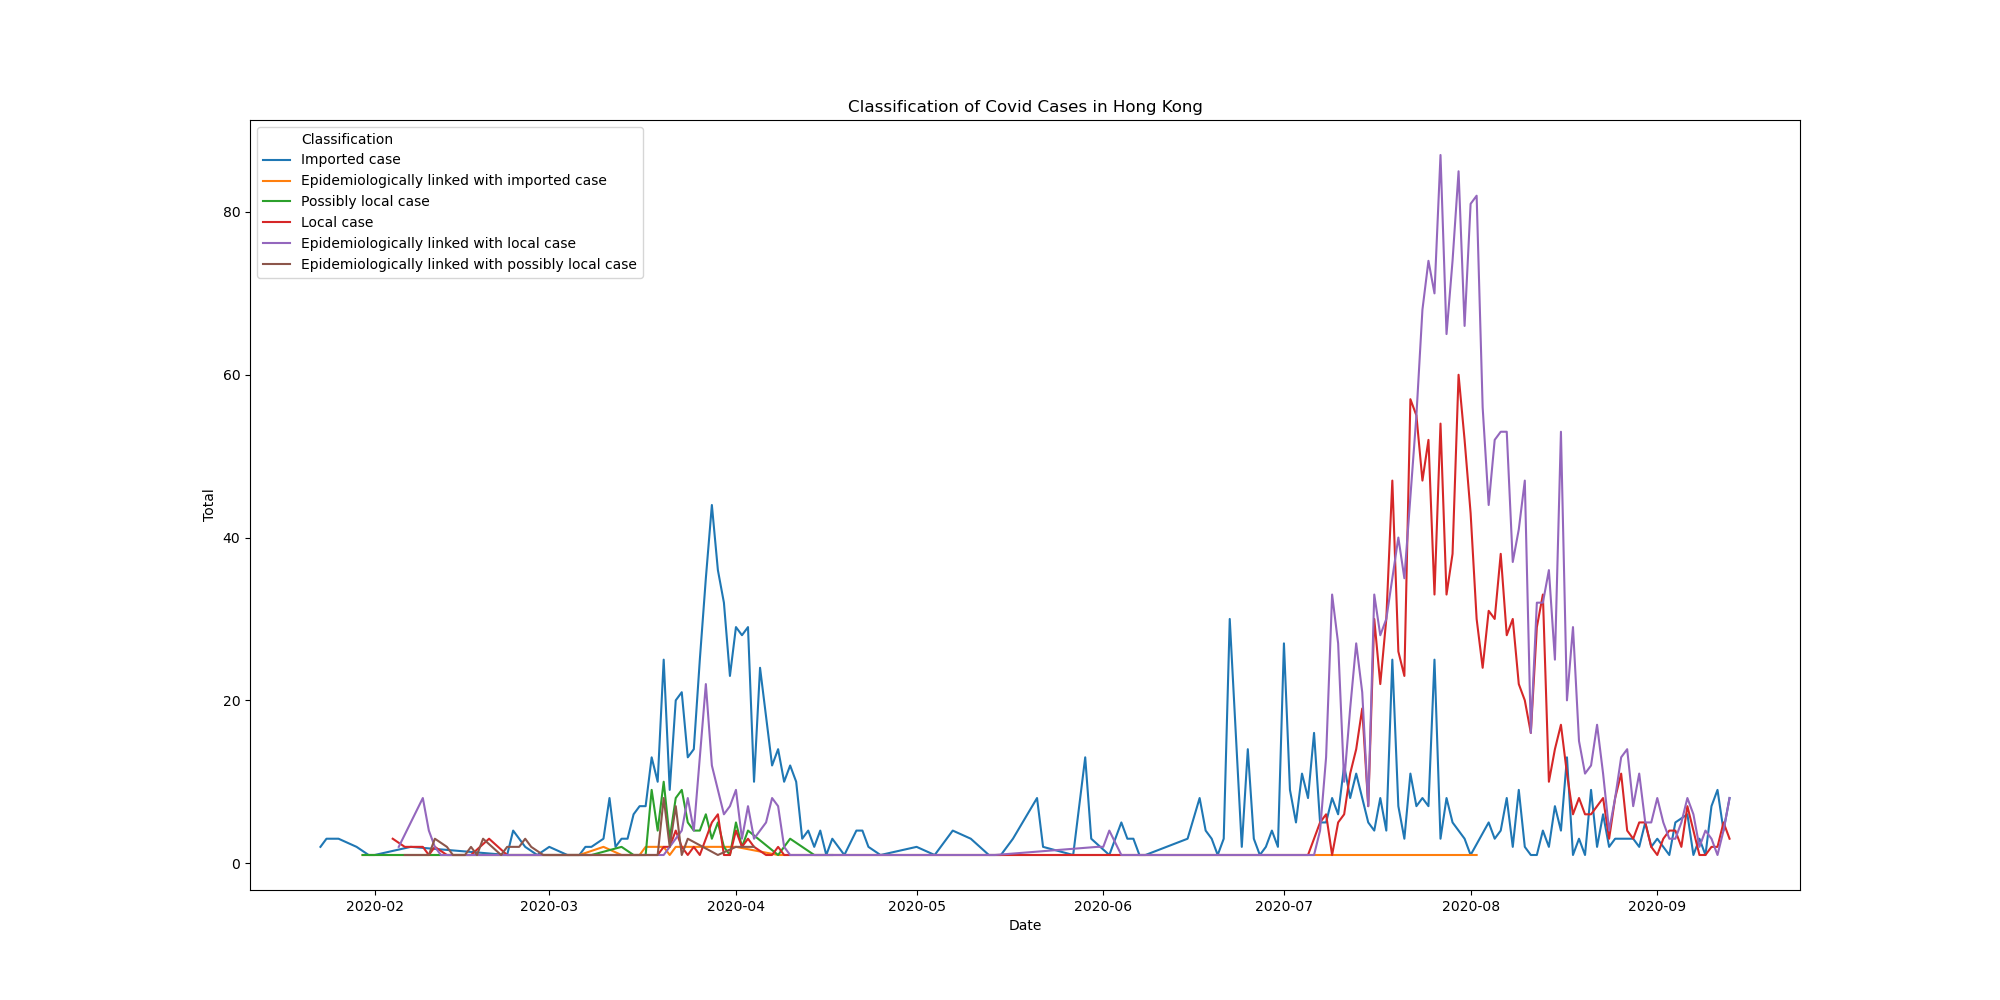 Classification of Covid Cases in Hong Kong
Classification
Imported case
Epidemiologically linked with imported case
Possibly local case
Local case
Epidemiologically linked with local case
Epidemiologically linked with possibly local case
80
60
40
20
0
Total
2020-02 2020-03 2020-04 2020-05 2020-06 2020-07 2020-08 2020-09
Date